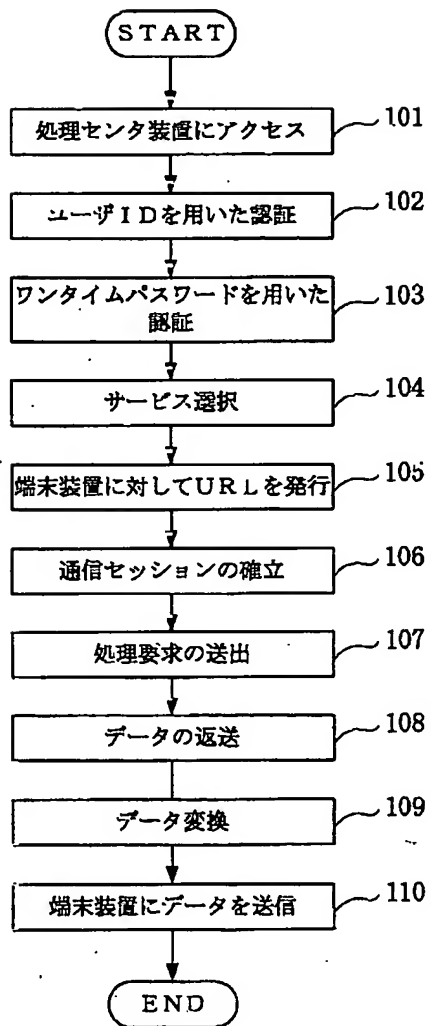 START
処理センタ装置にアクセス
101
ユーザIDを用いた認証
102
ワンタイムパスワードを用いた
認証
103
サービス選択
104
端末装置に対してURLを発行
105
通信セッションの確立
106
処理要求の送出
107
データの返送
108
データ変換
109
端末装置にデータを送信
110
END